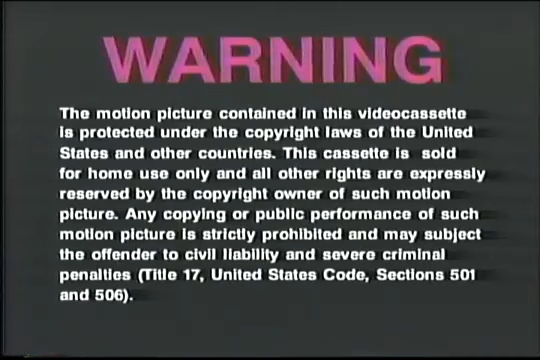 WARNING
The motion picture contained in this videocassette
is protected under the copyright laws of the United
States and other countries. This cassette is sold
for home use only and all other rights are expressly
reserved by the copyright owner of such motion
picture. Any copying or public performance of such
motion picture is strictly prohibited and may subject
the offender to civil liability and severe criminal
penalties (Title 17, United States Code, Sections 501
and 506).